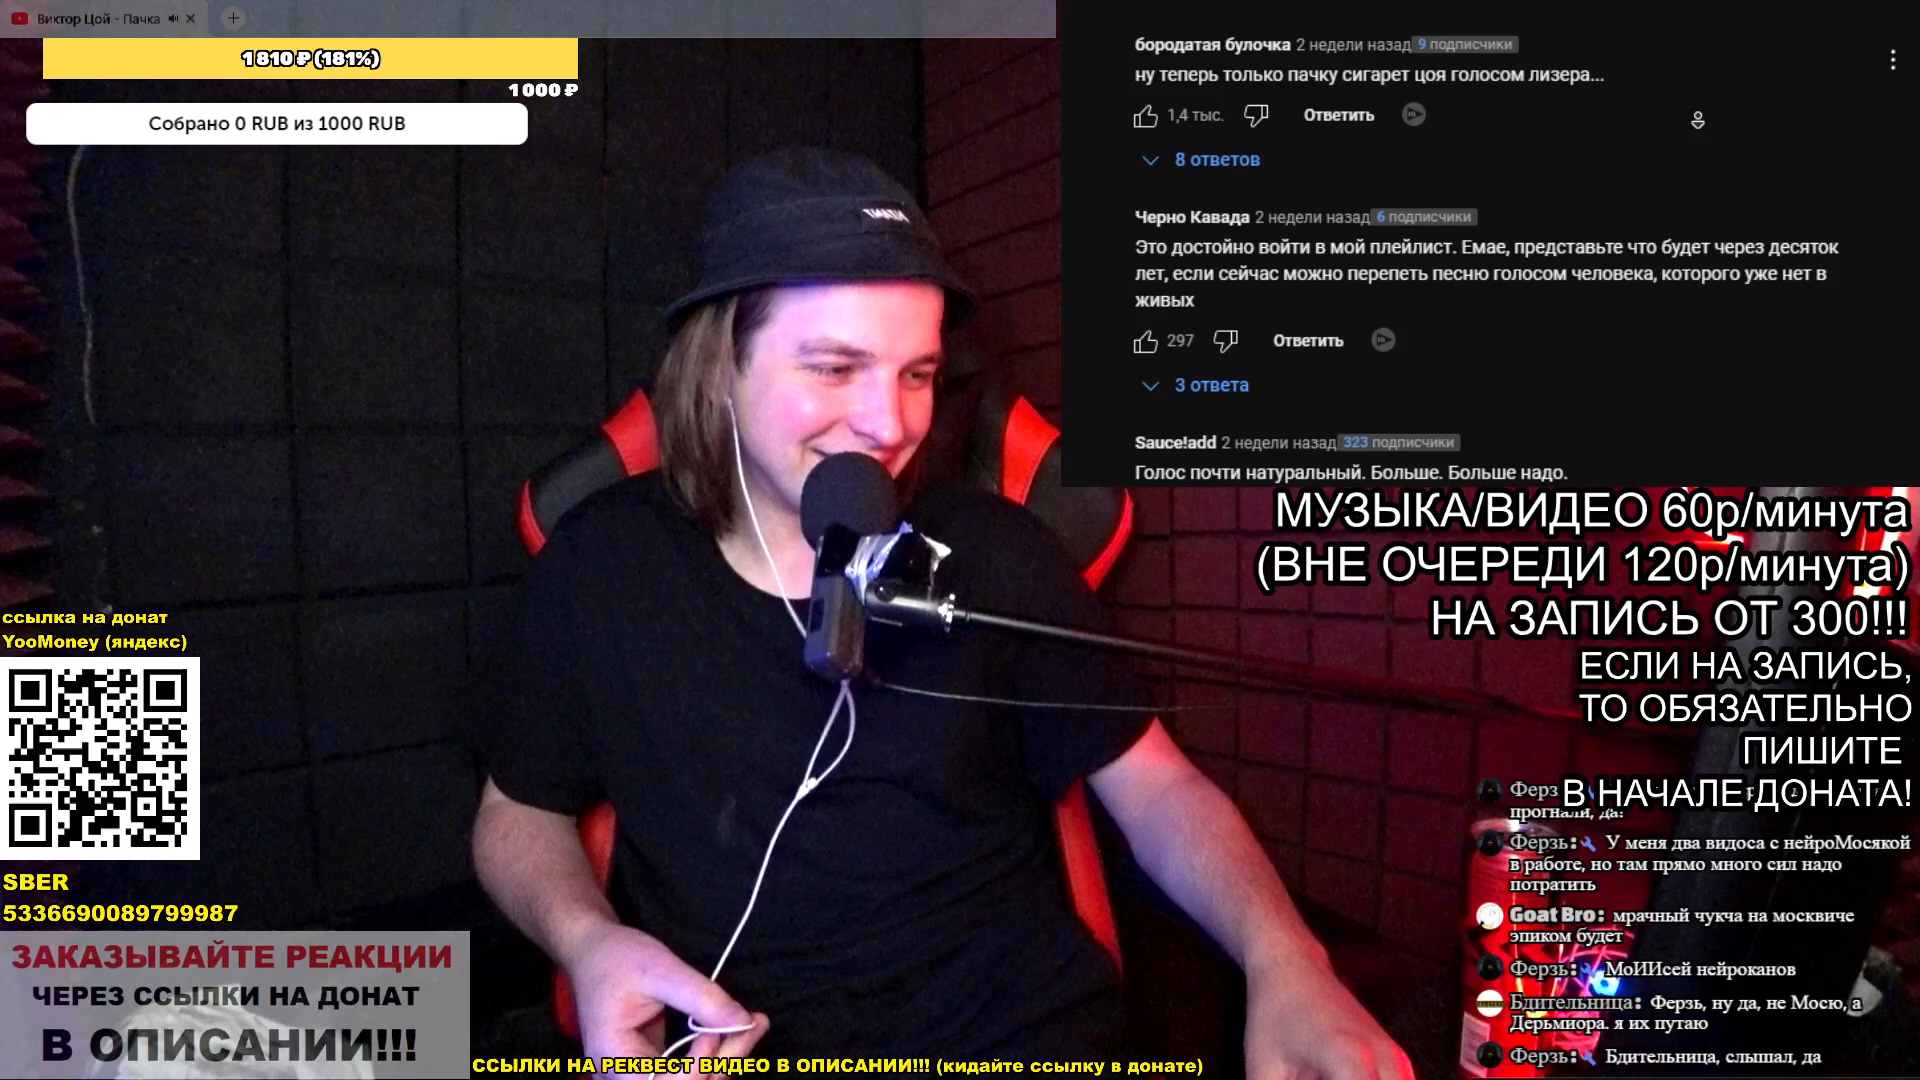 Виктор Цой - Пачка
1 810 ₽ (181%)
1 000 ₽
Собрано 0 RUB из 1000 RUB
бородатая булочка 2 недели назад 9 подписчики
ну теперь только пачку сигарет цоя голосом лизера...
1,4 тыс. Ответить
8 ответов
Черно Кавада 2 недели назад 6 подписчики
Это достойно войти в мой плейлист. Емае, представьте что будет через десяток
лет, если сейчас можно перепеть песню голосом человека, которого уже нет в
живых
297 Ответить
3 ответа
Sauce!add 2 недели назад 323 подписчики
Голос почти натуральный. Больше. Больше надо.
МУЗЫКА/ВИДЕО 60р/минута
(ВНЕ ОЧЕРЕДИ 120р/минута)
НА ЗАПИСЬ ОТ 300!!!
ЕСЛИ НА ЗАПИСЬ,
ТО ОБЯЗАТЕЛЬНО
ПИШИТЕ
В НАЧАЛЕ ДОНАТА!
прогнали, да?
Ферзь: У меня два видоса с нейроМосякой
в работе, но там прямо много сил надо
потратить
Goat Bro: мрачный чукча на москвиче
эпиком будет
Ферзь: МоИИсей нейроканов
Бдительница: Ферзь, ну да, не Мосю, а
Дерьмиора. я их путаю
Ферзь: Бдительница, слышал, да
ссылка на донат
YooMoney (яндекс)
SBER
5336690089799987
ЗАКАЗЫВАЙТЕ РЕАКЦИИ
ЧЕРЕЗ ССЫЛКИ НА ДОНАТ
В ОПИСАНИИ!!!
ССЫЛКИ НА РЕКВЕСТ ВИДЕО В ОПИСАНИИ!!! (кидайте ссылку в донате)